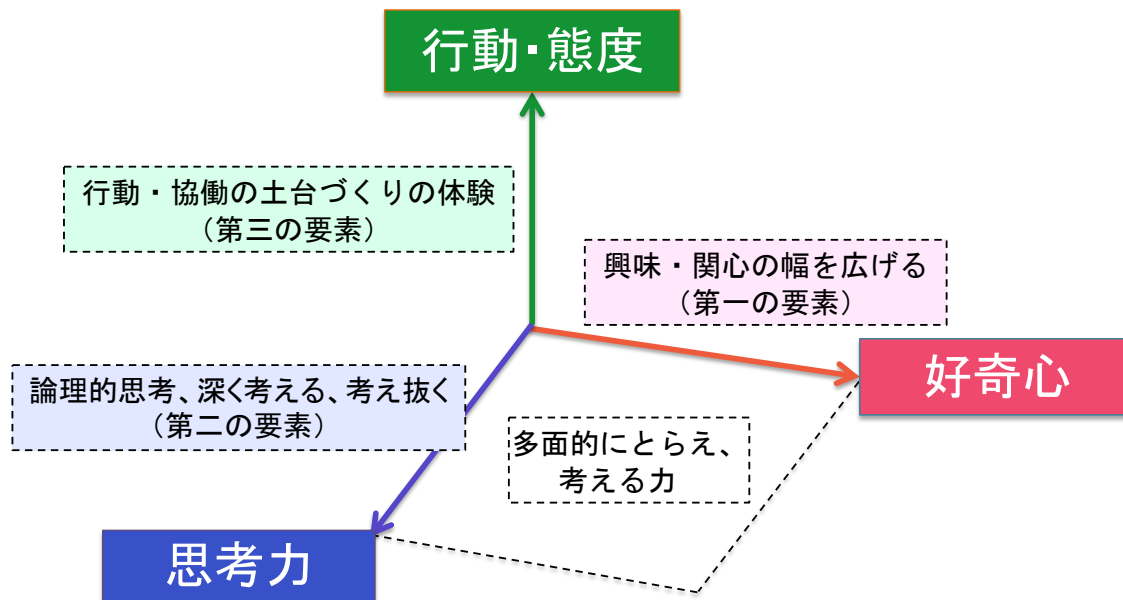 行動・態度
行動・協働の土台づくりの体験
（第三の要素）
興味・関心の幅を広げる
（第一の要素）
好奇心
論理的思考、深く考える、考え抜く
（第二の要素）
多面的にとらえ、
考える力
思考力